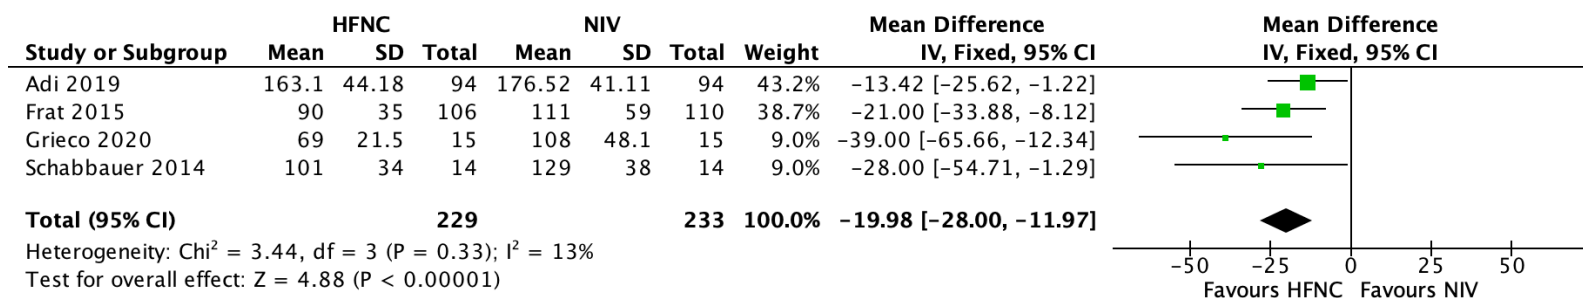 HFNC NIV Mean Difference Mean Difference
Study or Subgroup Mean SD Total Mean SD Total Weight IV, Fixed, 95% CI IV, Fixed, 95% CI
Adi 2019 163.1 44.18 94 176.52 41.11 94 43.2% −13.42 [−25.62, −1.22]
Frat 2015 90 35 106 111 59 110 38.7% −21.00 [−33.88, −8.12]
Grieco 2020 69 21.5 15 108 48.1 15 9.0% −39.00 [−65.66, −12.34]
Schabbauer 2014 101 34 14 129 38 14 9.0% −28.00 [−54.71, −1.29]
Total (95% CI) 229 233 100.0% −19.98 [−28.00, −11.97]
Heterogeneity: Chi² = 3.44, df = 3 (P = 0.33); I² = 13%
Test for overall effect: Z = 4.88 (P < 0.00001)
−50 −25 0 25 50
Favours HFNC Favours NIV